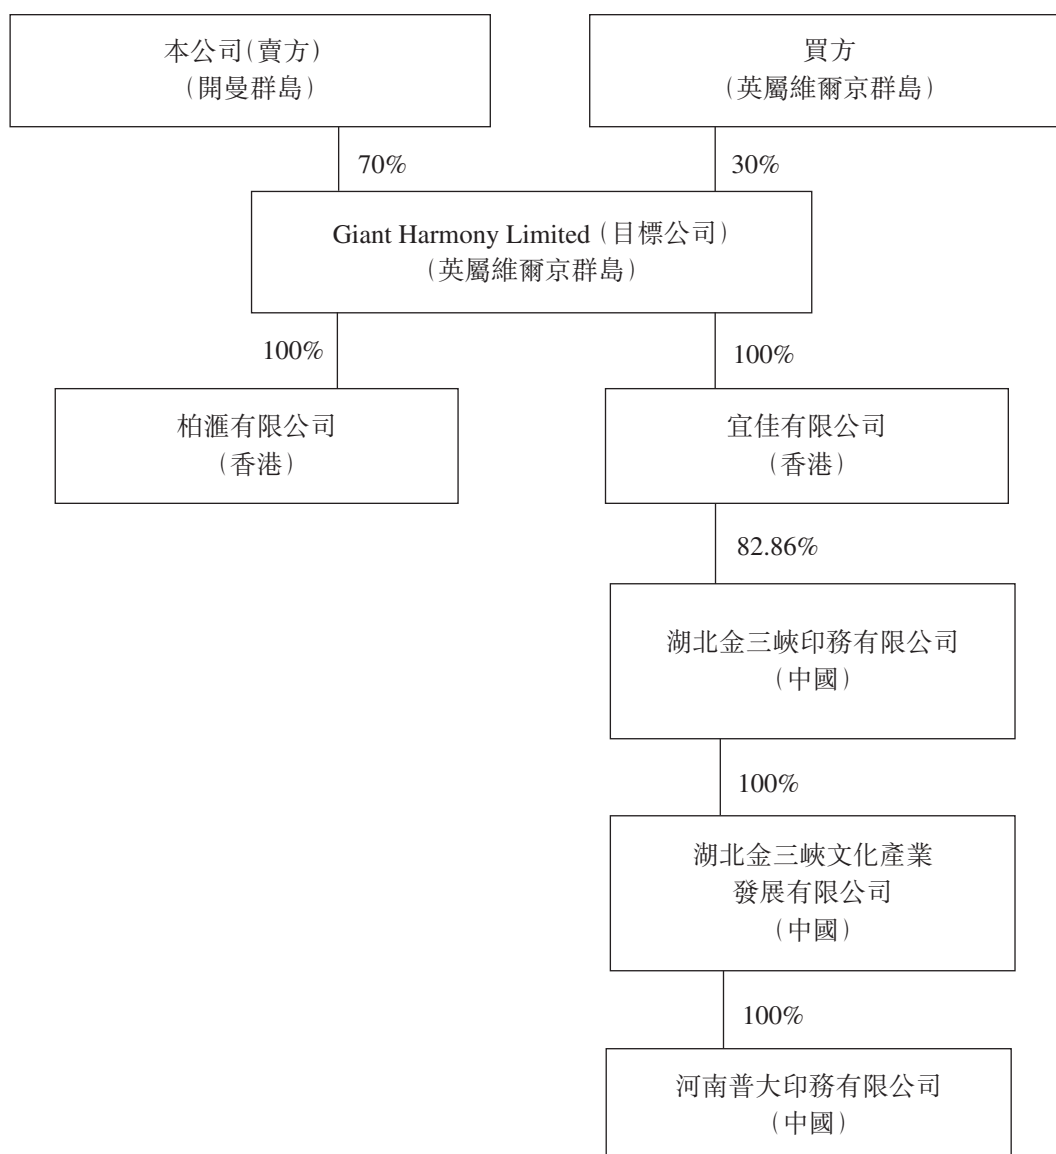 本公司(賣方)
(開曼群島)
買方
(英屬維爾京群島)
70%
30%
Giant Harmony Limited (目標公司)
(英屬維爾京群島)
100%
100%
柏滙有限公司
(香港)
宜佳有限公司
(香港)
82.86%
湖北金三峽印務有限公司
(中國)
100%
湖北金三峽文化產業
發展有限公司
(中國)
100%
河南普大印務有限公司
(中國)